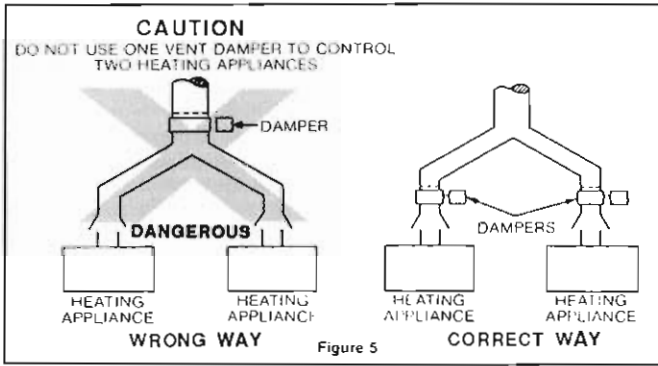 CAUTION
DO NOT USE ONE VENT DAMPER TO CONTROL
TWO HEATING APPLIANCES
DAMPER
DANGEROUS
DAMPERS
HEATING
APPLIANCE
HEATING
APPLIANCE
HEATING
APPLIANCE
HEATING
APPLIANCE
WRONG WAY
Figure 5
CORRECT WAY